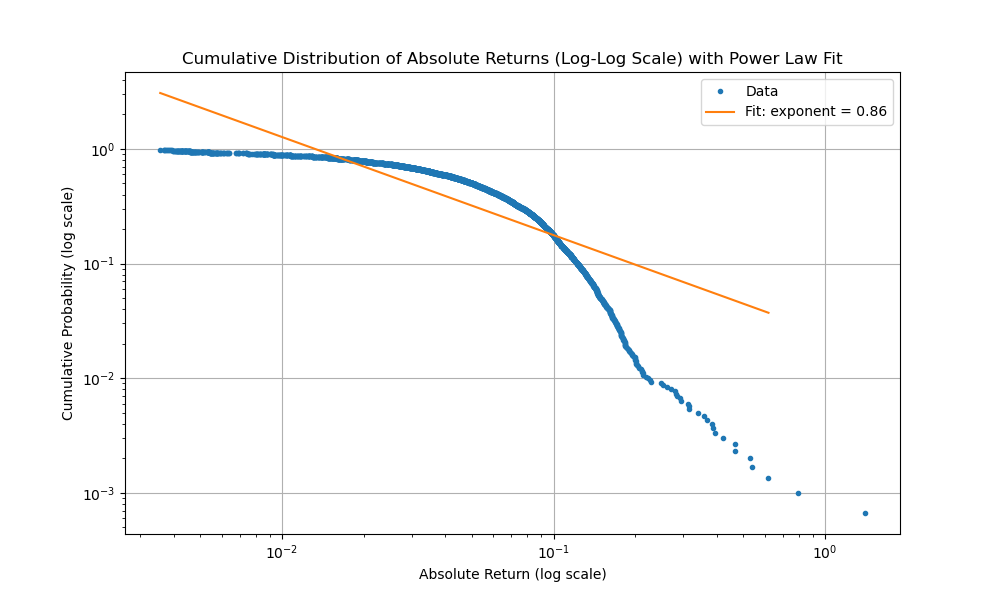 Cumulative Distribution of Absolute Returns (Log-Log Scale) with Power Law Fit
Data
Fit: exponent = 0.86
Cumulative Probability (log scale)
10⁰
10⁻¹
10⁻²
10⁻³
10⁻²
10⁻¹
10⁰
Absolute Return (log scale)